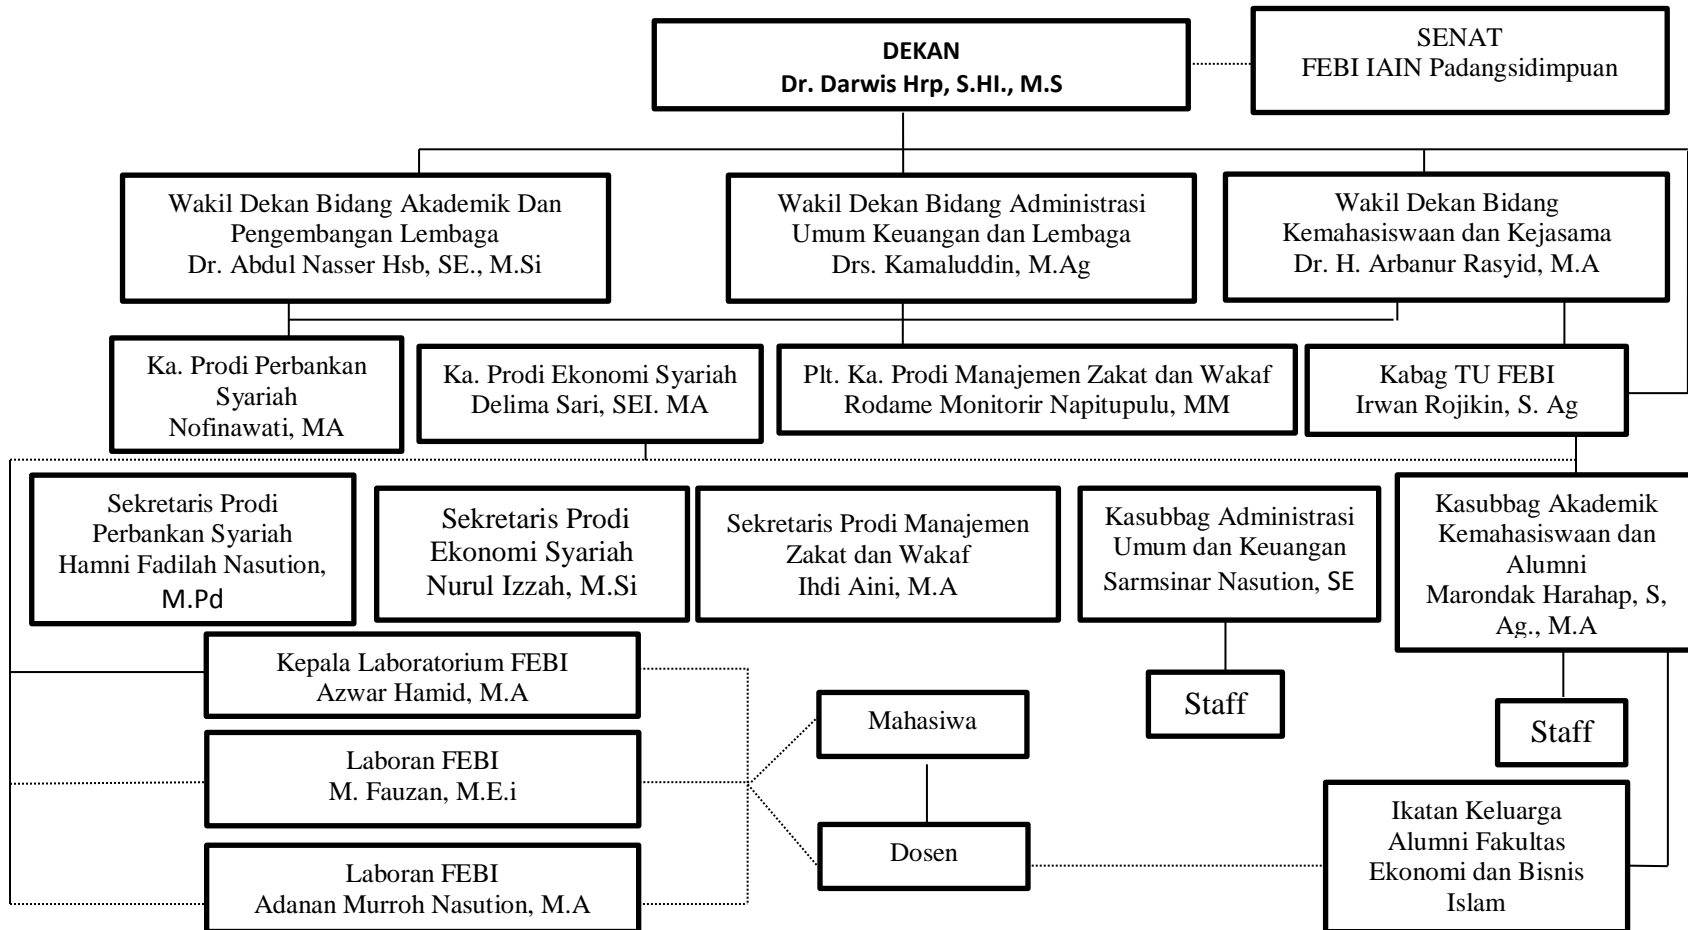 DEKAN
Dr. Darwis Hrp, S.HI., M.S
SENAT
FEBI IAIN Padangsidimpuan
Wakil Dekan Bidang Akademik Dan
Pengembangan Lembaga
Dr. Abdul Nasser Hsb, SE., M.Si
Wakil Dekan Bidang Administrasi
Umum Keuangan dan Lembaga
Drs. Kamaluddin, M.Ag
Wakil Dekan Bidang
Kemahasiswaan dan Kejasama
Dr. H. Arbanur Rasyid, M.A
Ka. Prodi Perbankan
Syariah
Nofinawati, MA
Ka. Prodi Ekonomi Syariah
Delima Sari, SEI. MA
Plt. Ka. Prodi Manajemen Zakat dan Wakaf
Rodame Monitorir Napitupulu, MM
Kabag TU FEBI
Irwan Rojikin, S. Ag
Sekretaris Prodi
Perbankan Syariah
Hamni Fadilah Nasution,
M.Pd
Sekretaris Prodi
Ekonomi Syariah
Nurul Izzah, M.Si
Sekretaris Prodi Manajemen
Zakat dan Wakaf
Ihdi Aini, M.A
Kasubbag Administrasi
Umum dan Keuangan
Sarmsinar Nasution, SE
Kasubbag Akademik
Kemahasiswaan dan
Alumni
Marondak Harahap, S,
Ag., M.A
Kepala Laboratorium FEBI
Azwar Hamid, M.A
Staff
Staff
Mahasiwa
Laboran FEBI
M. Fauzan, M.E.i
Dosen
Ikatan Keluarga
Alumni Fakultas
Ekonomi dan Bisnis
Islam
Laboran FEBI
Adanan Murroh Nasution, M.A